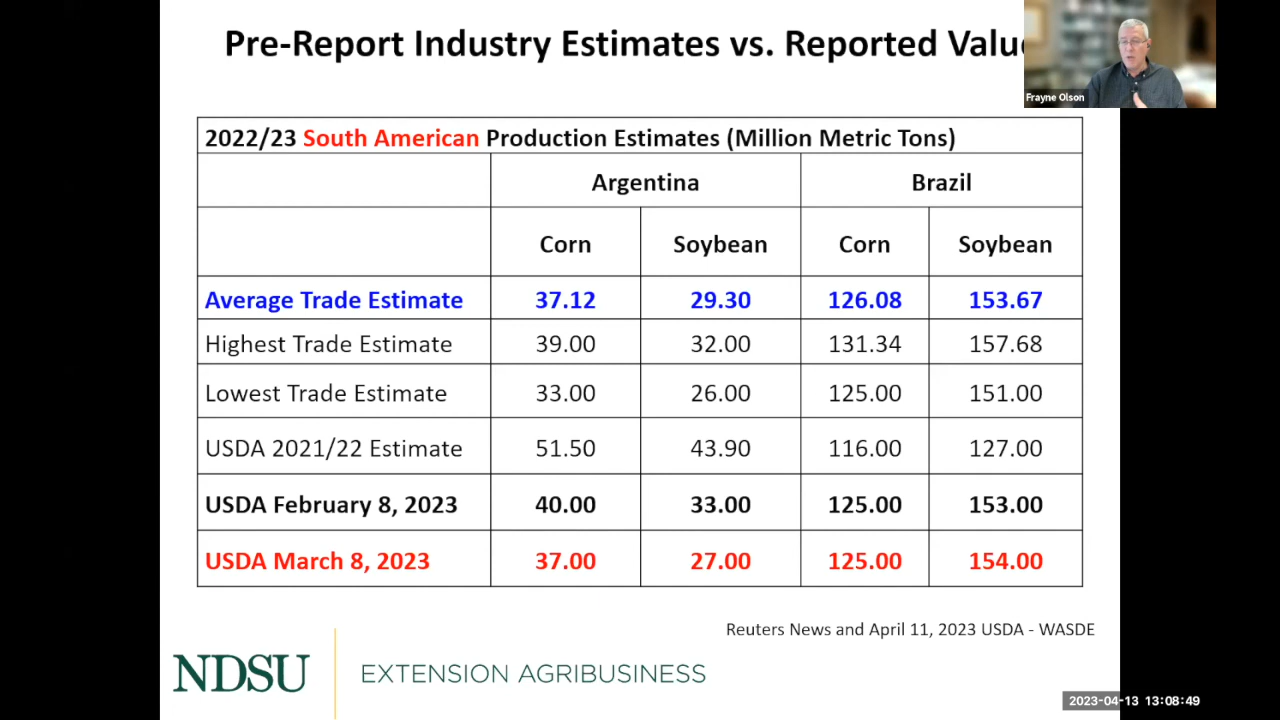 Pre-Report Industry Estimates vs. Reported Valu
Frayne Olson
2022/23 South American Production Estimates (Million Metric Tons)
Argentina Brazil
Corn Soybean Corn Soybean
Average Trade Estimate 37.12 29.30 126.08 153.67
Highest Trade Estimate 39.00 32.00 131.34 157.68
Lowest Trade Estimate 33.00 26.00 125.00 151.00
USDA 2021/22 Estimate 51.50 43.90 116.00 127.00
USDA February 8, 2023 40.00 33.00 125.00 153.00
USDA March 8, 2023 37.00 27.00 125.00 154.00
Reuters News and April 11, 2023 USDA - WASDE
NDSU EXTENSION AGRIBUSINESS
2023-04-13 13:08:49